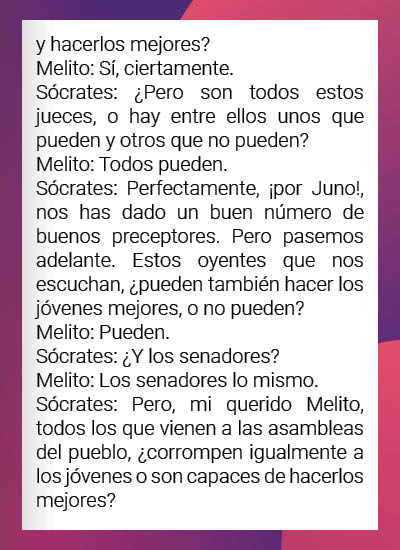 y hacerlos mejores?
Melito: Sí, ciertamente.
Sócrates: ¿Pero son todos estos
jueces, o hay entre ellos unos que
pueden y otros que no pueden?
Melito: Todos pueden.
Sócrates: Perfectamente, ¡por Juno!,
nos has dado un buen número de
buenos preceptores. Pero pasemos
adelante. Estos oyentes que nos
escuchan, ¿pueden también hacer los
jóvenes mejores, o no pueden?
Melito: Pueden.
Sócrates: ¿Y los senadores?
Melito: Los senadores lo mismo.
Sócrates: Pero, mi querido Melito,
todos los que vienen a las asambleas
del pueblo, ¿corrompen igualmente a
los jóvenes o son capaces de hacerlos
mejores?